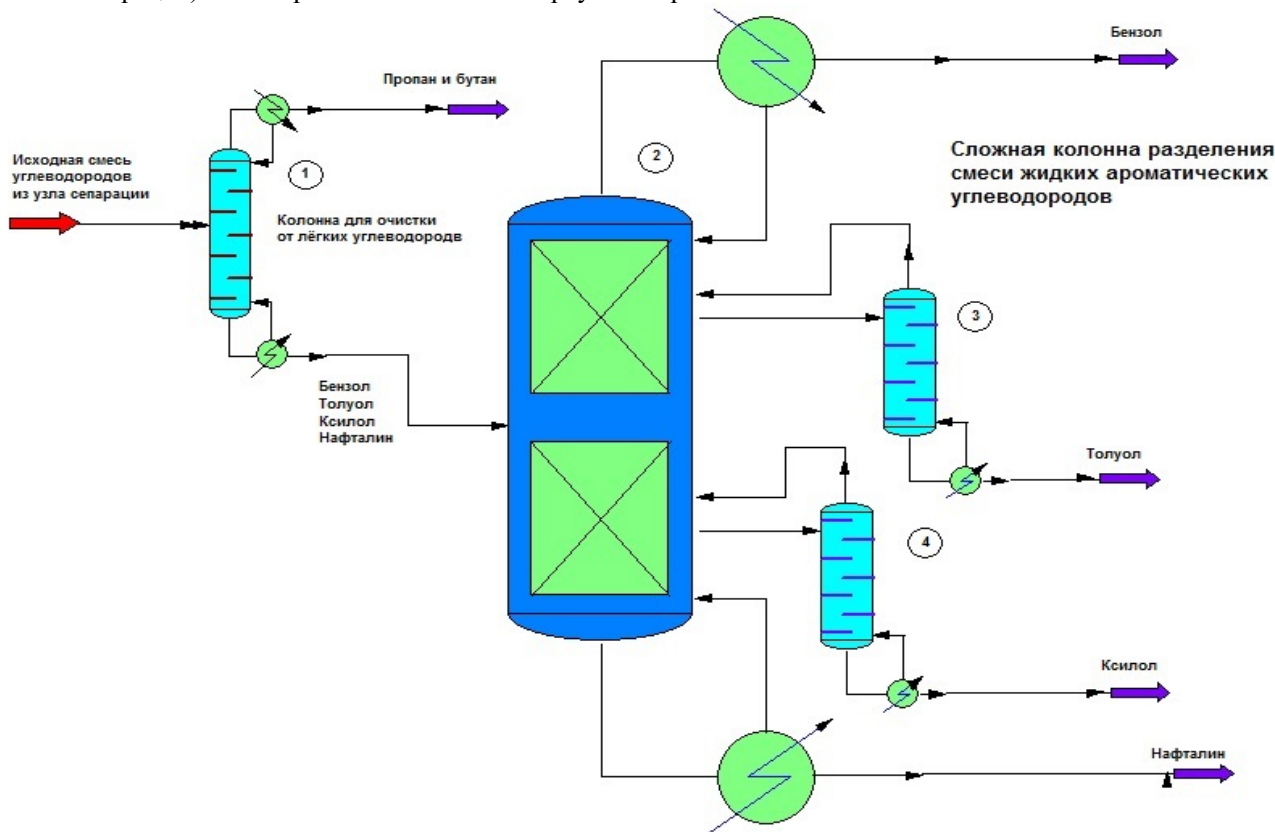 Бензол
Пропан и бутан
Исходная смесь
углеводородов
из узла сепарации
1
2
Сложная колонна разделения
смеси жидких ароматических
углеводородов
Колонна для очистки
от лёгких углеводородв
3
Бензол
Толуол
Ксилол
Нафталин
Толуол
4
Ксилол
Нафталин